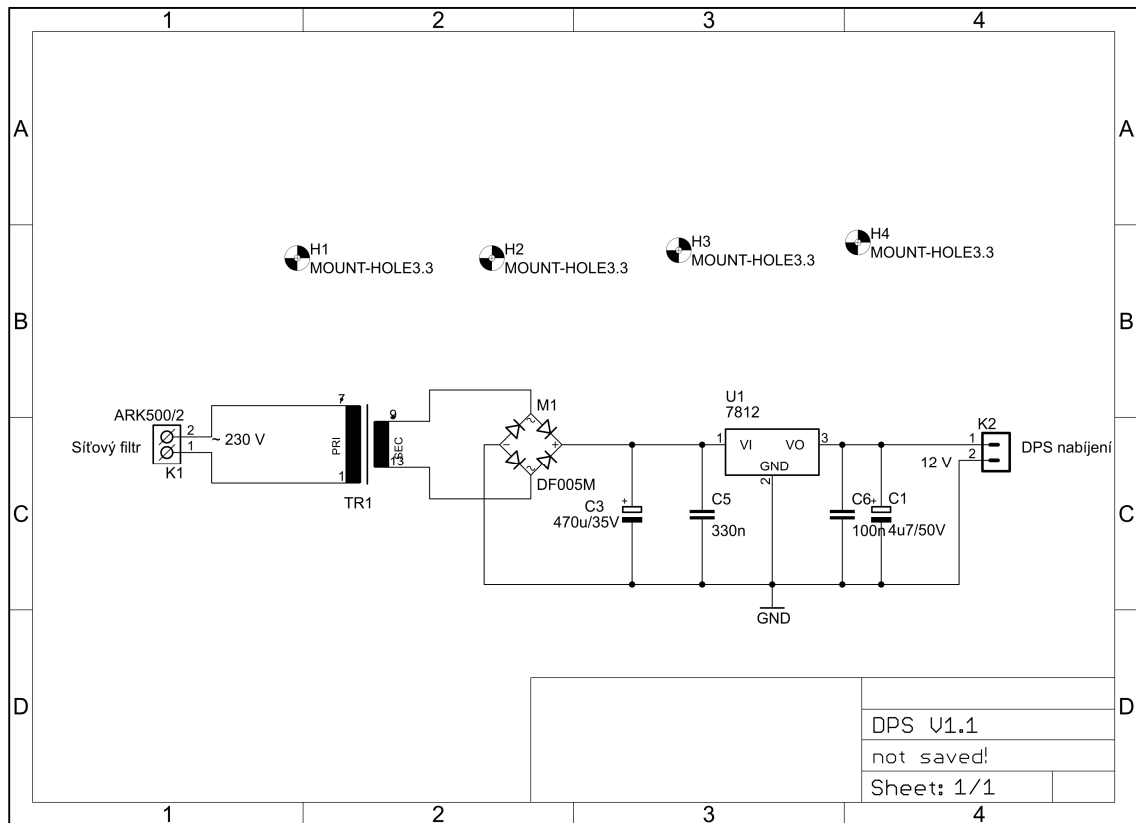 1 2 3 4
A A
H1
MOUNT-HOLE3.3
H2
MOUNT-HOLE3.3
H3
MOUNT-HOLE3.3
H4
MOUNT-HOLE3.3
B B
ARK500/2
Síťový filtr
2
1
K1
~ 230 V
7
1
PRI
TR1
9
13
SEC
M1
~
-
+
~
DF005M
+
C3
470u/35V
C5
330n
U1
7812
1
VI
VO
3
GND
2
GND
C6
100n
+
C1
4u7/50V
K2
1
2
12 V
DPS nabíjení
C C
D D
DPS V1.1
not saved!
Sheet: 1/1
1 2 3 4